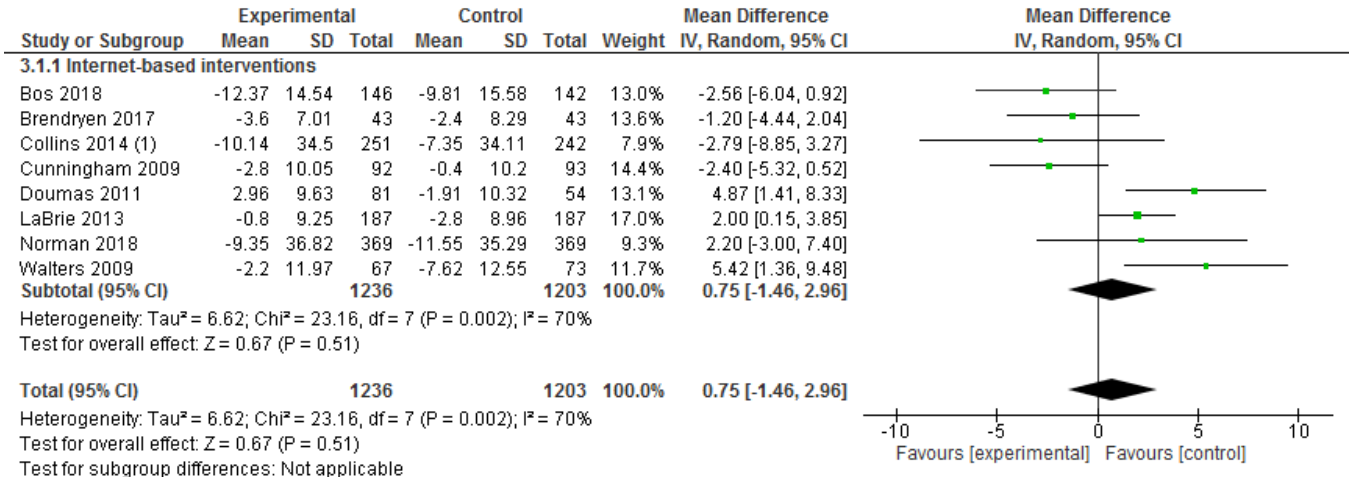 Experimental Control Mean Difference Mean Difference
Study or Subgroup Mean SD Total Mean SD Total Weight IV, Random, 95% CI IV, Random, 95% CI
3.1.1 Internet-based interventions
Bos 2018 -12.37 14.54 146 -9.81 15.58 142 13.0% -2.56 [-6.04, 0.92]
Brendryen 2017 -3.6 7.01 43 -2.4 8.29 43 13.6% -1.20 [-4.44, 2.04]
Collins 2014 (1) -10.14 34.5 251 -7.35 34.11 242 7.9% -2.79 [-8.85, 3.27]
Cunningham 2009 -2.8 10.05 92 -0.4 10.2 93 14.4% -2.40 [-5.32, 0.52]
Doumas 2011 2.96 9.63 81 -1.91 10.32 54 13.1% 4.87 [1.41, 8.33]
LaBrie 2013 -0.8 9.25 187 -2.8 8.96 187 17.0% 2.00 [0.15, 3.85]
Norman 2018 -9.35 36.82 369 -11.55 35.29 369 9.3% 2.20 [-3.00, 7.40]
Walters 2009 -2.2 11.97 67 -7.62 12.55 73 11.7% 5.42 [1.36, 9.48]
Subtotal (95% CI) 1236 1203 100.0% 0.75 [-1.46, 2.96]
Heterogeneity: Tau² = 6.62; Chi² = 23.16, df = 7 (P = 0.002); I² = 70%
Test for overall effect: Z = 0.67 (P = 0.51)
Total (95% CI) 1236 1203 100.0% 0.75 [-1.46, 2.96]
Heterogeneity: Tau² = 6.62; Chi² = 23.16, df = 7 (P = 0.002); I² = 70%
Test for overall effect: Z = 0.67 (P = 0.51)
Test for subgroup differences: Not applicable
-10 -5 0 5 10
Favours [experimental] Favours [control]